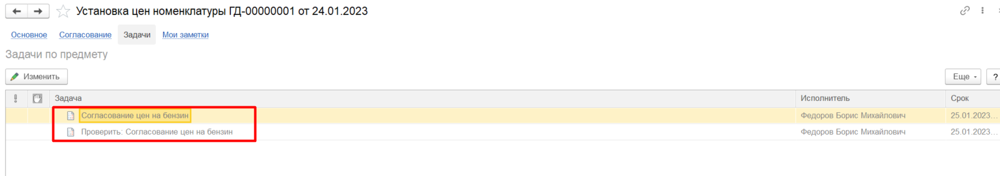 Установка цен номенклатуры ГД-00000001 от 24.01.2023
Основное Согласование Задачи Мои заметки
Задачи по предмету
Изменить Еще ?
Задача Исполнитель Срок
Согласование цен на бензин Федоров Борис Михайлович 25.01.2023...
Проверить: Согласование цен на бензин Федоров Борис Михайлович 25.01.2023...